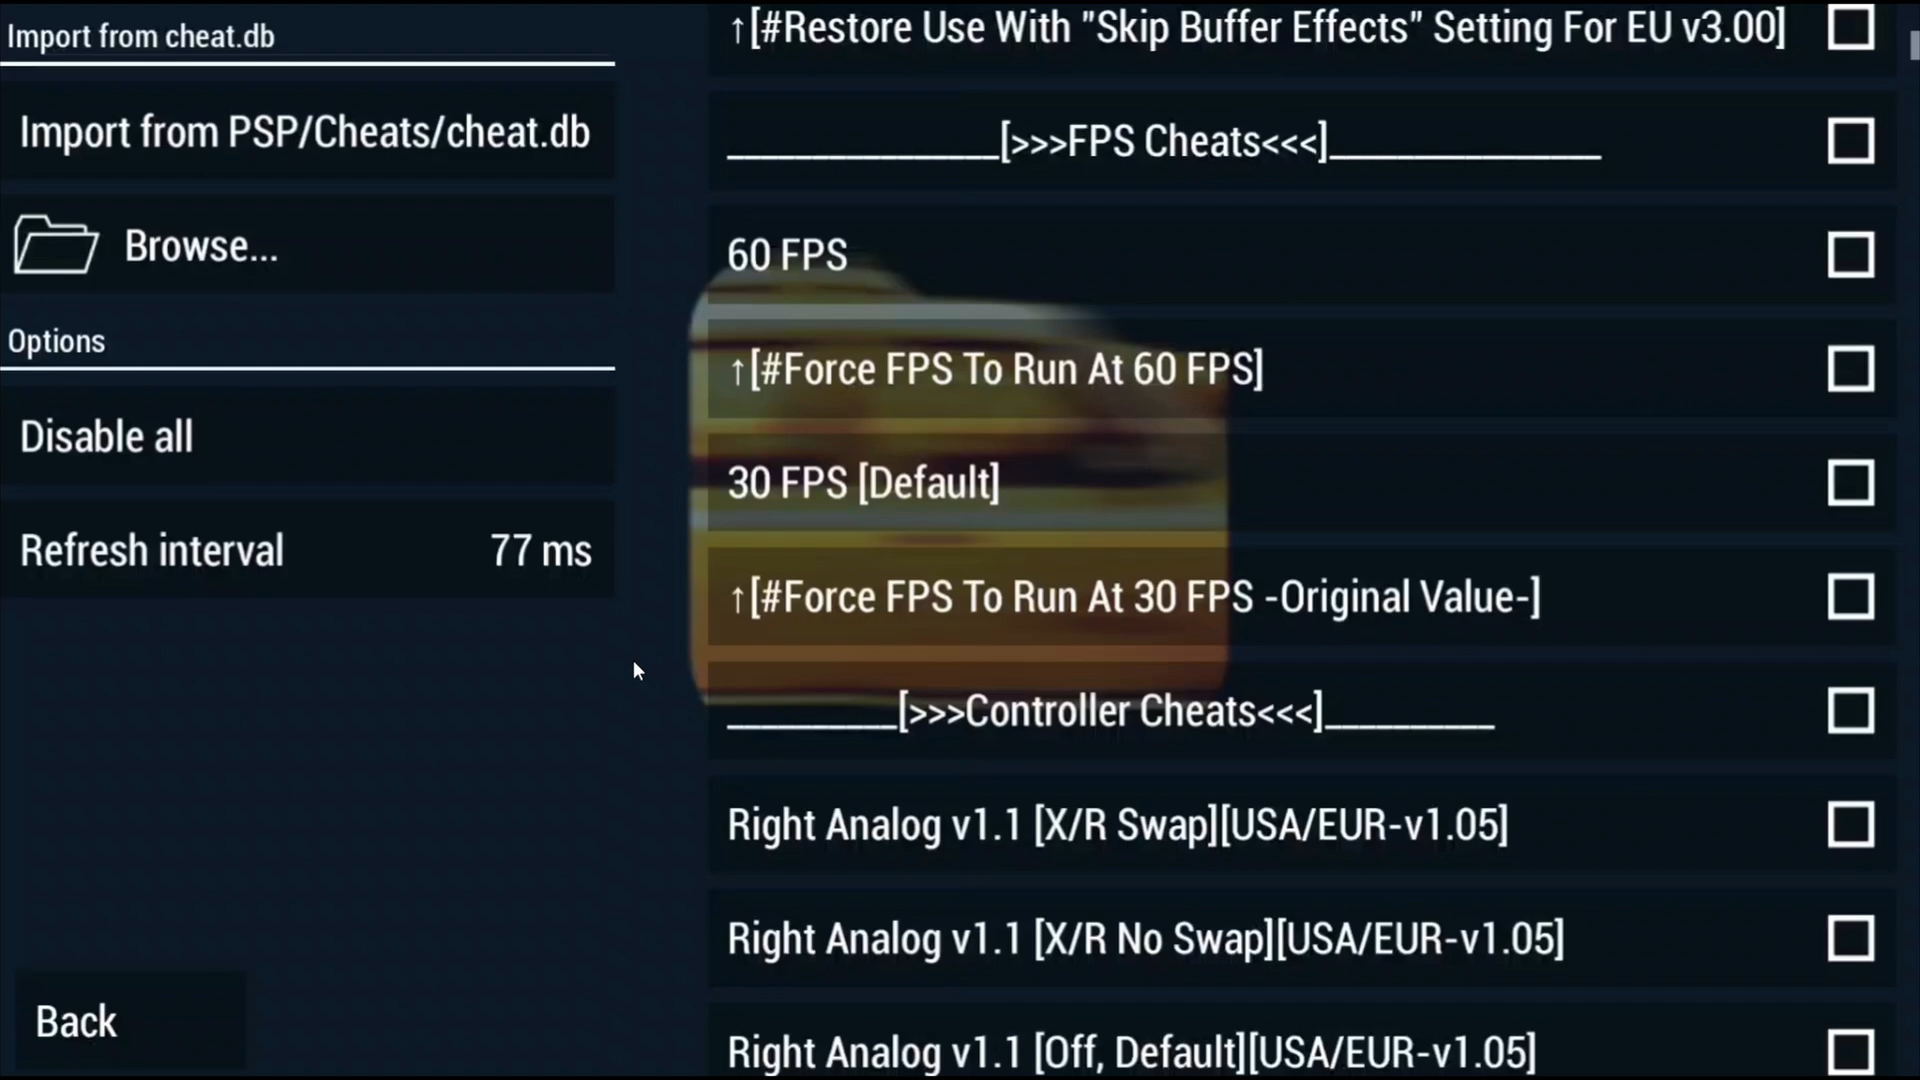 Import from cheat.db
Import from PSP/Cheats/cheat.db
Browse...
Options
Disable all
Refresh interval 77 ms
Back
↑[#Restore Use With "Skip Buffer Effects" Setting For EU v3.00]
________________[>>>FPS Cheats<<<]________________
60 FPS
↑[#Force FPS To Run At 60 FPS]
30 FPS [Default]
↑[#Force FPS To Run At 30 FPS -Original Value-]
__________[>>>Controller Cheats<<<]__________
Right Analog v1.1 [X/R Swap][USA/EUR-v1.05]
Right Analog v1.1 [X/R No Swap][USA/EUR-v1.05]
Right Analog v1.1 [Off, Default][USA/EUR-v1.05]